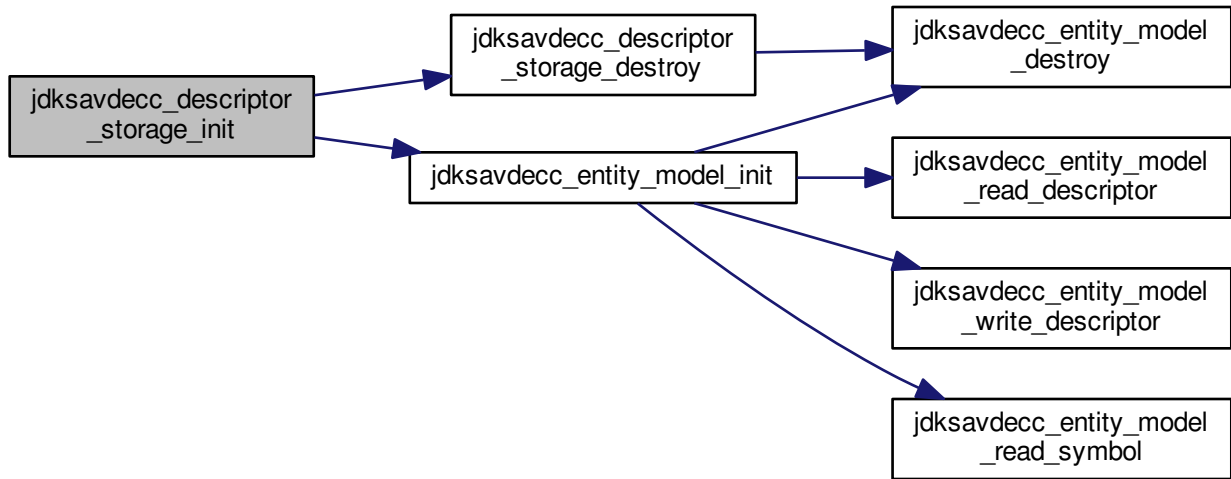 jdksavdecc_descriptor
_storage_init
jdksavdecc_descriptor
_storage_destroy
jdksavdecc_entity_model_init
jdksavdecc_entity_model
_destroy
jdksavdecc_entity_model
_read_descriptor
jdksavdecc_entity_model
_write_descriptor
jdksavdecc_entity_model
_read_symbol